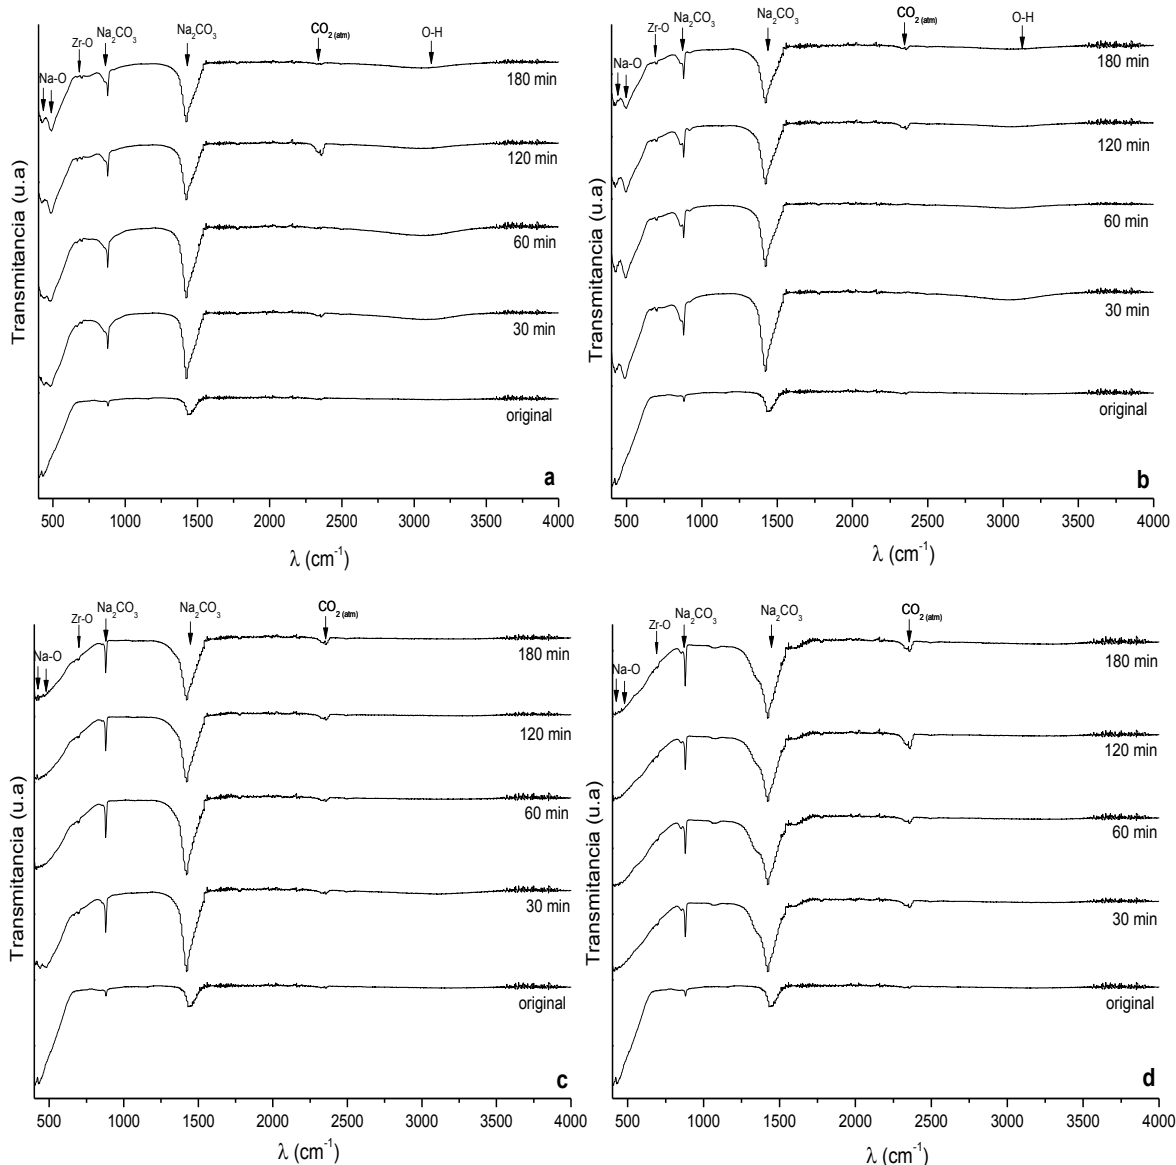 CO₂ (atm)
Na₂CO₃
Na₂CO₃
O-H
Zr-O
Na-O
180 min
120 min
60 min
30 min
original
a
Transmitancia (u.a)
500 1000 1500 2000 2500 3000 3500 4000
λ (cm⁻¹)
CO₂ (atm)
Na₂CO₃
Na₂CO₃
O-H
Zr-O
Na-O
180 min
120 min
60 min
30 min
original
b
Transmitancia (u.a)
500 1000 1500 2000 2500 3000 3500 4000
λ (cm⁻¹)
Na₂CO₃
Na₂CO₃
CO₂ (atm)
Zr-O
Na-O
180 min
120 min
60 min
30 min
original
c
Transmitancia (u.a)
500 1000 1500 2000 2500 3000 3500 4000
λ (cm⁻¹)
Na₂CO₃
Na₂CO₃
CO₂ (atm)
Zr-O
Na-O
180 min
120 min
60 min
30 min
original
d
Transmitancia (u.a)
500 1000 1500 2000 2500 3000 3500 4000
λ (cm⁻¹)